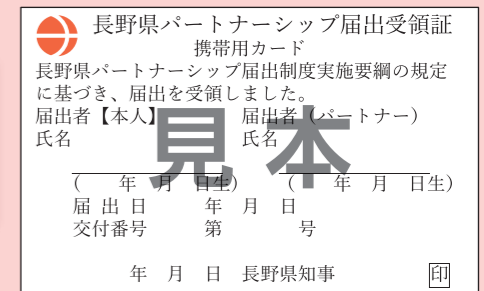 長野県パートナーシップ届出受領証
携帯用カード
長野県パートナーシップ届出制度実施要綱の規定
に基づき、届出を受領しました。
届出者【本人】 届出者（パートナー）
氏名 氏名
見本
（ 年 月 日生） （ 年 月 日生）
届 出 日 年 月 日
交付番号 第 号
年 月 日 長野県知事 印